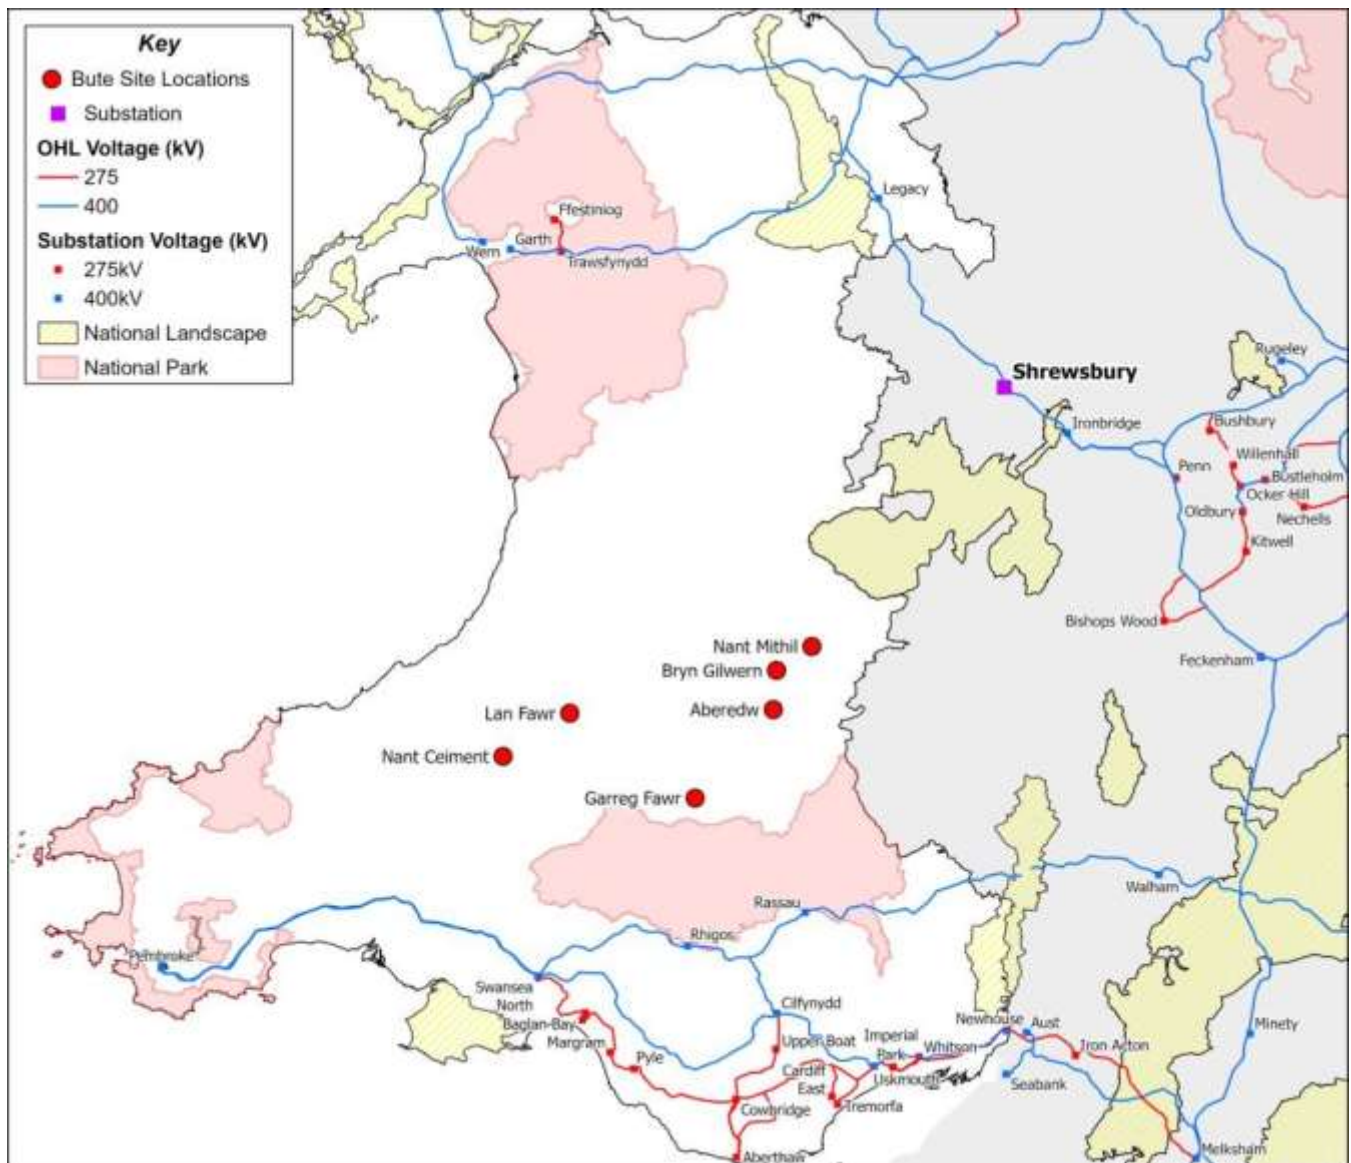 Key
Bute Site Locations
Substation
OHL Voltage (kV)
275
400
Substation Voltage (kV)
275kV
400kV
National Landscape
National Park
Legacy
Ffestiniog
Garth
Wern
Trawsfynydd
Shrewsbury
Rugeley
Ironbridge
Bushbury
Willenhall
Penn
Bustleholm
Ocker Hill
Oldbury
Nechells
Kitwell
Bishops Wood
Feckenham
Nant Mithil
Bryn Gilwern
Aberedw
Lan Fawr
Nant Ceiment
Garreg Fawr
Walham
Rassau
Rhigos
Pembroke
Swansea
North
Baglan-Bay
Margram
Pyle
Cilfynydd
Upper Boat
Imperial
Park
Whitson
Newhouse
Aust
Minety
Iron Acton
Cardiff
East
Uskmouth
Seabank
Tremorfa
Cowbridge
Aberthaw
Melksham